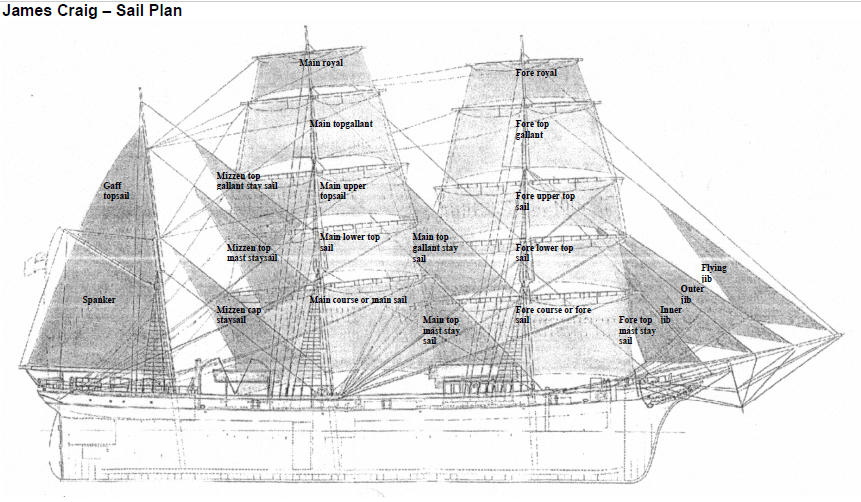 James Craig – Sail Plan
Main royal
Fore royal
Main topgallant
Fore top
gallant
Gaff
topsail
Mizzen top
gallant stay sail
Main upper
topsail
Fore upper top
sail
Mizzen top
mast staysail
Main lower top
sail
Main top
gallant stay
sail
Fore lower top
sail
Flying
jib
Outer
jib
Spanker
Mizzen cap
staysail
Main course or main sail
Main top
mast stay
sail
Fore course or fore
sail
Fore top
mast stay
sail
Inner
jib